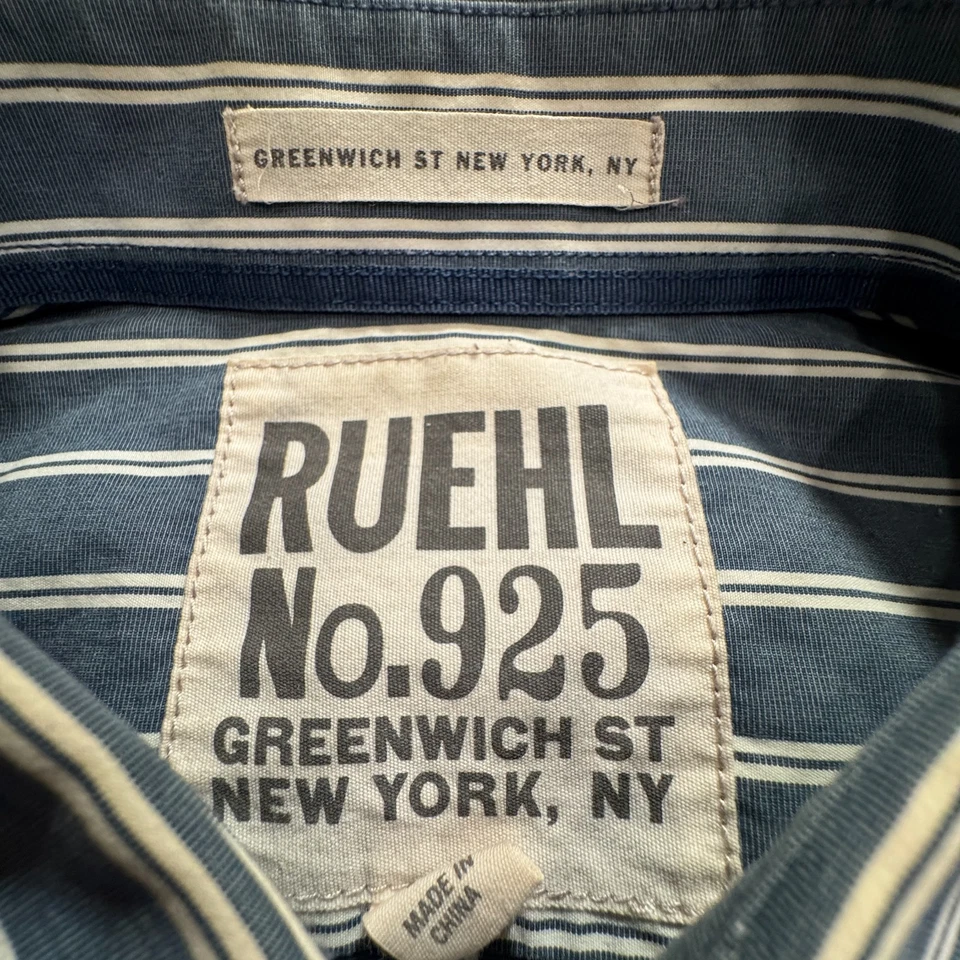 GREENWICH ST NEW YORK, NY
RUEHL
No.925
GREENWICH ST
NEW YORK, NY
MADE IN
CHINA